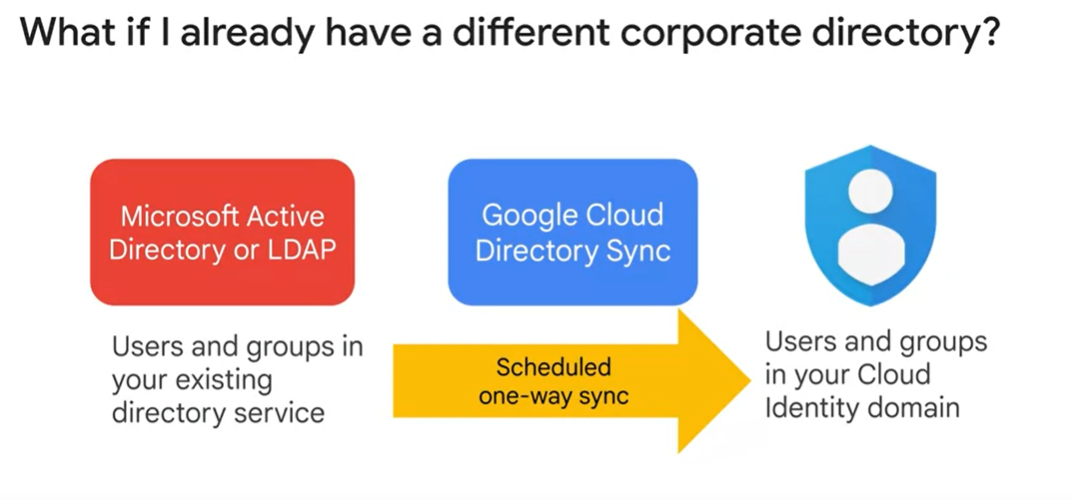 What if I already have a different corporate directory?
Microsoft Active
Directory or LDAP
Google Cloud
Directory Sync
Users and groups in
your existing
directory service
Scheduled
one-way sync
Users and groups
in your Cloud
Identity domain